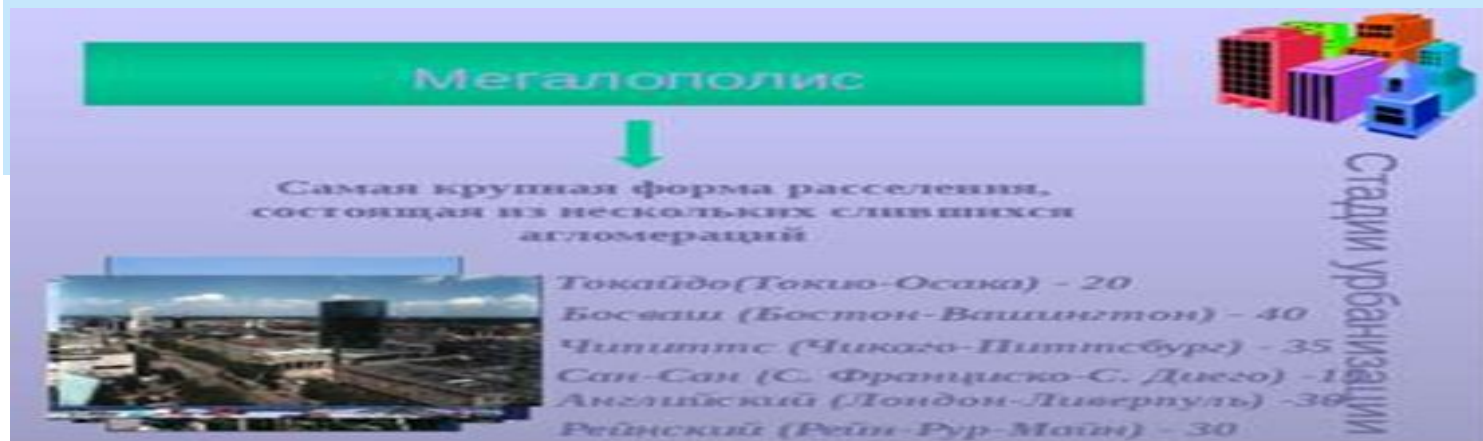 Мегалополис
Самая крупная форма расселения,
состоящая из нескольких слившихся
агломераций
Токайдо(Токио-Осака) - 20
Босваш (Бостон-Вашингтон) - 40
Чипиттс (Чикаго-Питтсбург) - 35
Сан-Сан (С. Франциско-С. Диего)
Английский (Лондон-Ливерпуль) -30
Рейнский (Рейн-Рур-Майн) - 30
Стадии урбанизации